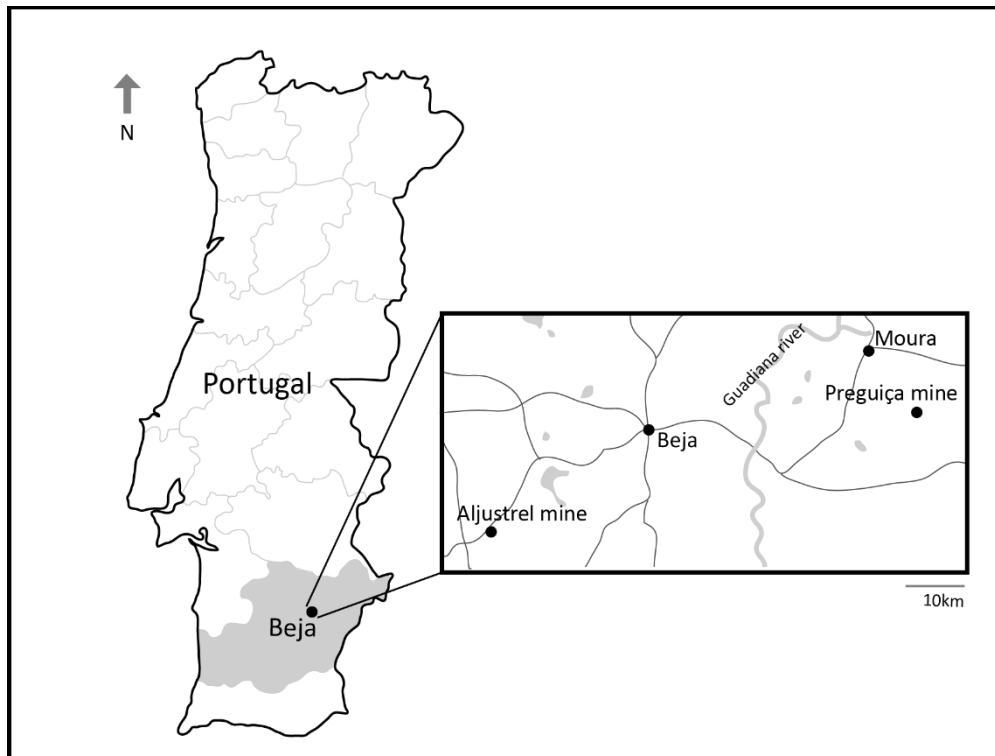 N
Portugal
Beja
Guadiana river
Moura
Preguiça mine
Beja
Aljustrel mine
10km